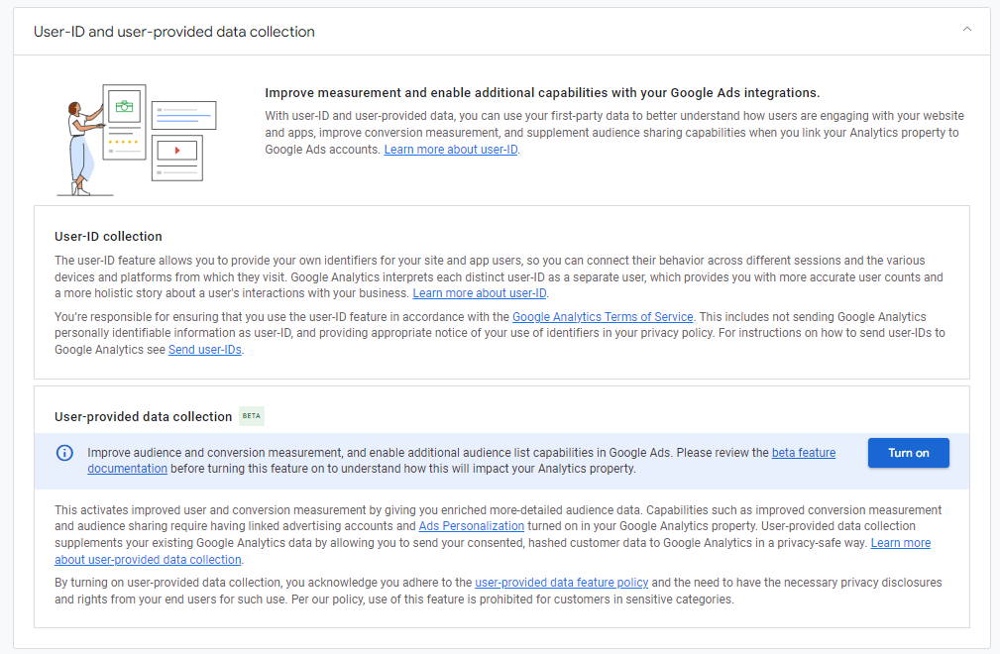 User-ID and user-provided data collection
Improve measurement and enable additional capabilities with your Google Ads integrations.
With user-ID and user-provided data, you can use your first-party data to better understand how users are engaging with your website
and apps, improve conversion measurement, and supplement audience sharing capabilities when you link your Analytics property to
Google Ads accounts. Learn more about user-ID.
User-ID collection
The user-ID feature allows you to provide your own identifiers for your site and app users, so you can connect their behavior across different sessions and the various
devices and platforms from which they visit. Google Analytics interprets each distinct user-ID as a separate user, which provides you with more accurate user counts and
a more holistic story about a user's interactions with your business. Learn more about user-ID.
You're responsible for ensuring that you use the user-ID feature in accordance with the Google Analytics Terms of Service. This includes not sending Google Analytics
personally identifiable information as user-ID, and providing appropriate notice of your use of identifiers in your privacy policy. For instructions on how to send user-IDs to
Google Analytics see Send user-IDs.
User-provided data collection BETA
Improve audience and conversion measurement, and enable additional audience list capabilities in Google Ads. Please review the beta feature
documentation before turning this feature on to understand how this will impact your Analytics property.
Turn on
This activates improved user and conversion measurement by giving you enriched more-detailed audience data. Capabilities such as improved conversion measurement
and audience sharing require having linked advertising accounts and Ads Personalization turned on in your Google Analytics property. User-provided data collection
supplements your existing Google Analytics data by allowing you to send your consented, hashed customer data to Google Analytics in a privacy-safe way. Learn more
about user-provided data collection.
By turning on user-provided data collection, you acknowledge you adhere to the user-provided data feature policy and the need to have the necessary privacy disclosures
and rights from your end users for such use. Per our policy, use of this feature is prohibited for customers in sensitive categories.